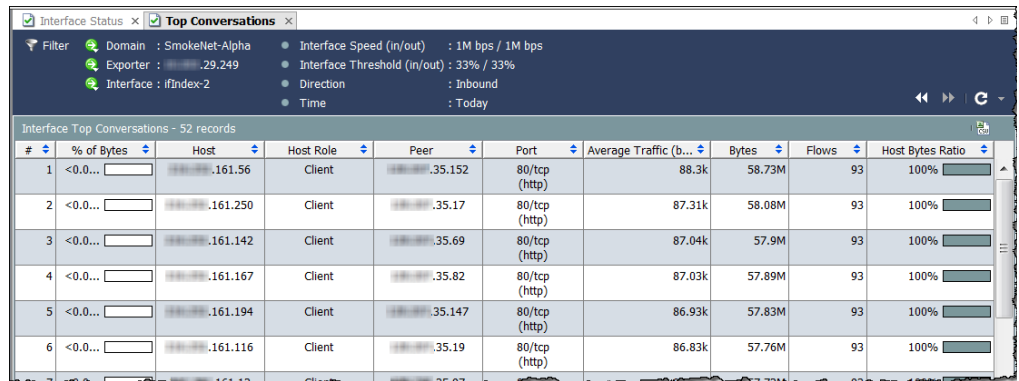 Interface Status × Top Conversations ×
Filter Domain : SmokeNet-Alpha Interface Speed (in/out) : 1M bps / 1M bps
Exporter : .29.249 Interface Threshold (in/out) : 33% / 33%
Interface : ifIndex-2 Direction : Inbound
Time : Today
Interface Top Conversations - 52 records CSV
# % of Bytes Host Host Role Peer Port Average Traffic (b... Bytes Flows Host Bytes Ratio
1 <0.0... .161.56 Client .35.152 80/tcp 88.3k 58.73M 93 100%
(http)
2 <0.0... .161.250 Client .35.17 80/tcp 87.31k 58.08M 93 100%
(http)
3 <0.0... .161.142 Client .35.69 80/tcp 87.04k 57.9M 93 100%
(http)
4 <0.0... .161.167 Client .35.82 80/tcp 87.03k 57.89M 93 100%
(http)
5 <0.0... .161.194 Client .35.147 80/tcp 86.93k 57.83M 93 100%
(http)
6 <0.0... .161.116 Client .35.19 80/tcp 86.83k 57.76M 93 100%
(http)